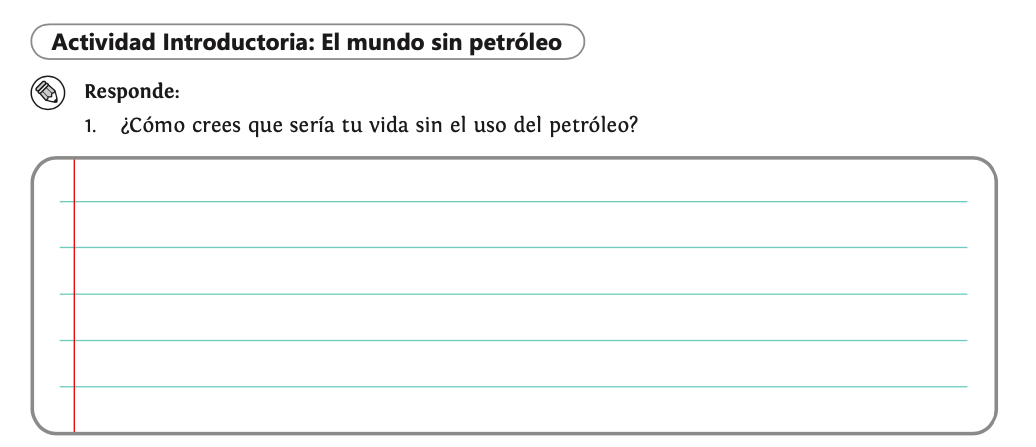 Actividad Introductoria: El mundo sin petróleo
Responde:
1. ¿Cómo crees que sería tu vida sin el uso del petróleo?